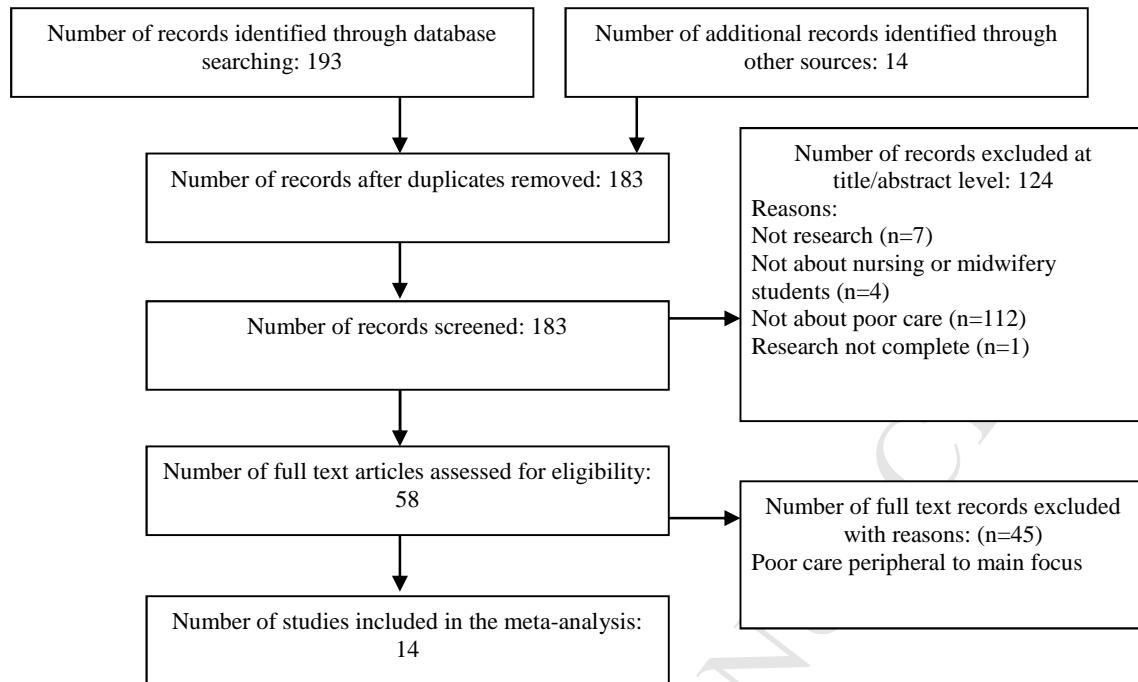 Number of records identified through database
searching: 193
Number of additional records identified through
other sources: 14
Number of records after duplicates removed: 183
Number of records excluded at
title/abstract level: 124
Reasons:
Not research (n=7)
Not about nursing or midwifery
students (n=4)
Not about poor care (n=112)
Research not complete (n=1)
Number of records screened: 183
Number of full text articles assessed for eligibility:
58
Number of full text records excluded
with reasons: (n=45)
Poor care peripheral to main focus
Number of studies included in the meta-analysis:
14